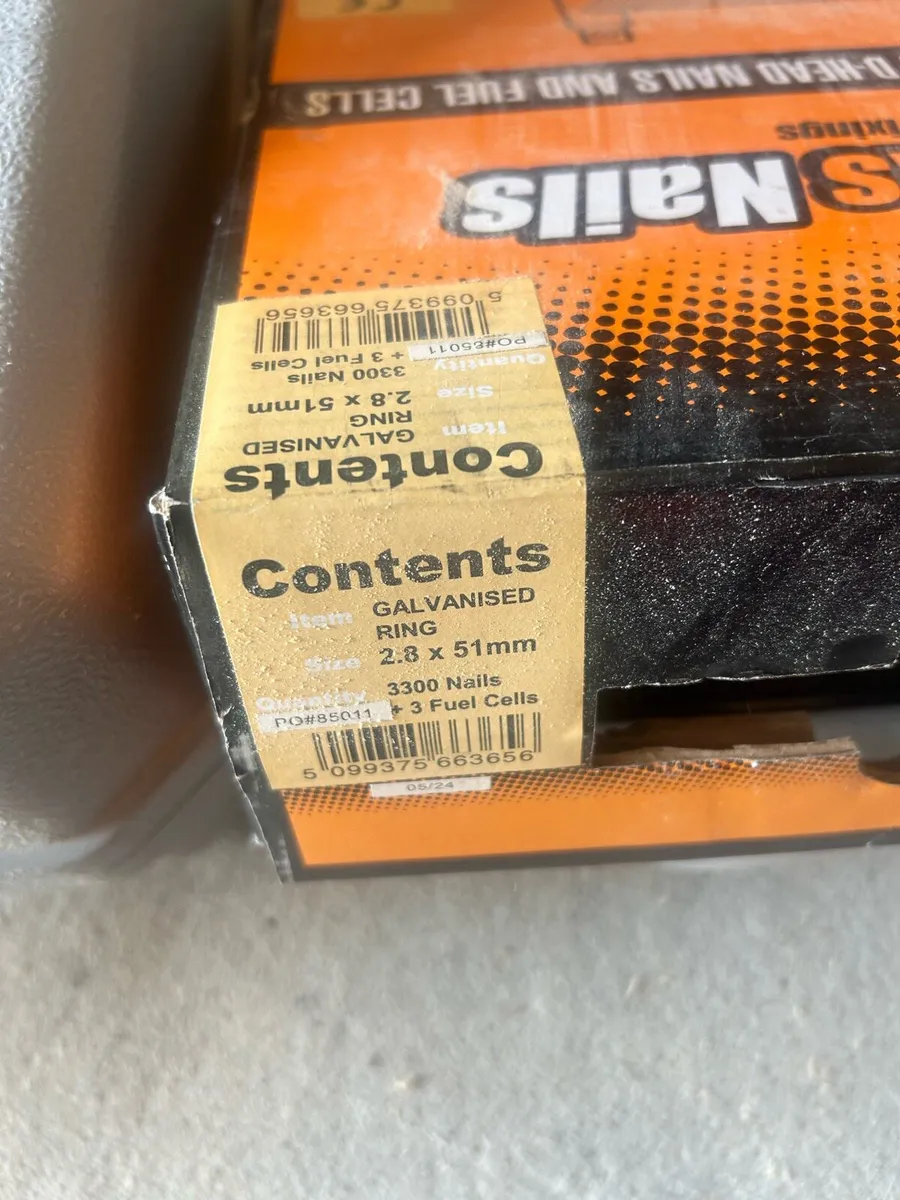 D-HEAD NAILS AND FUEL CELLS
Nails
Contents
Item GALVANISED
RING
Size 2.8 x 51mm
Quantity 3300 Nails
+ 3 Fuel Cells
PO#85011
5 099375 663656
Contents
Item GALVANISED
RING
Size 2.8 x 51mm
Quantity 3300 Nails
PO#85011 + 3 Fuel Cells
5 099375 663656
05/24